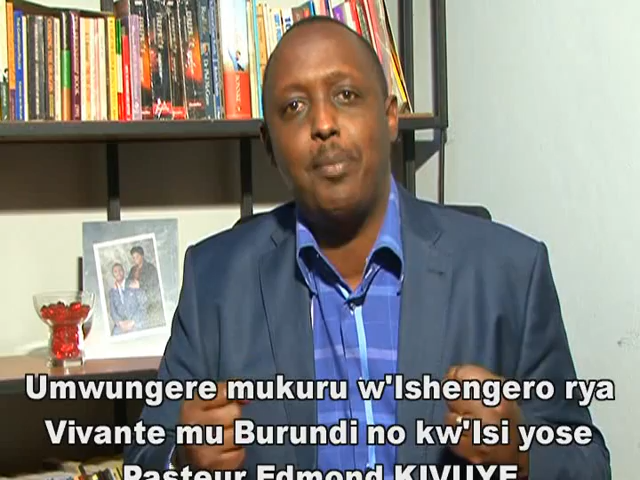 Umwungere mukuru w'Ishengero rya
Vivante mu Burundi no kw'Isi yose
Pasteur Edmond KIVUYE